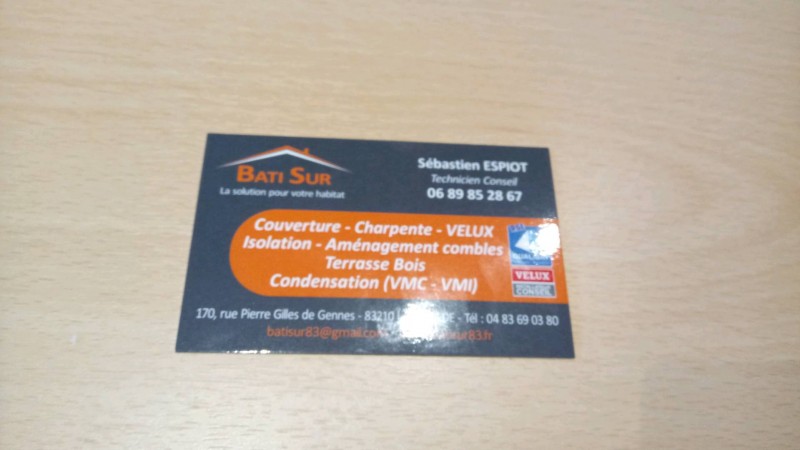 BATI SUR
La solution pour votre habitat
Sébastien ESPIOT
Technicien Conseil
06 89 85 28 67
Couverture - Charpente - VELUX
Isolation - Aménagement combles
Terrasse Bois
Condensation (VMC - VMI)
VELUX
CONSEIL
170, rue Pierre Gilles de Gennes - 83210 - Tél : 04 83 69 03 80
batisur83@gmail.com